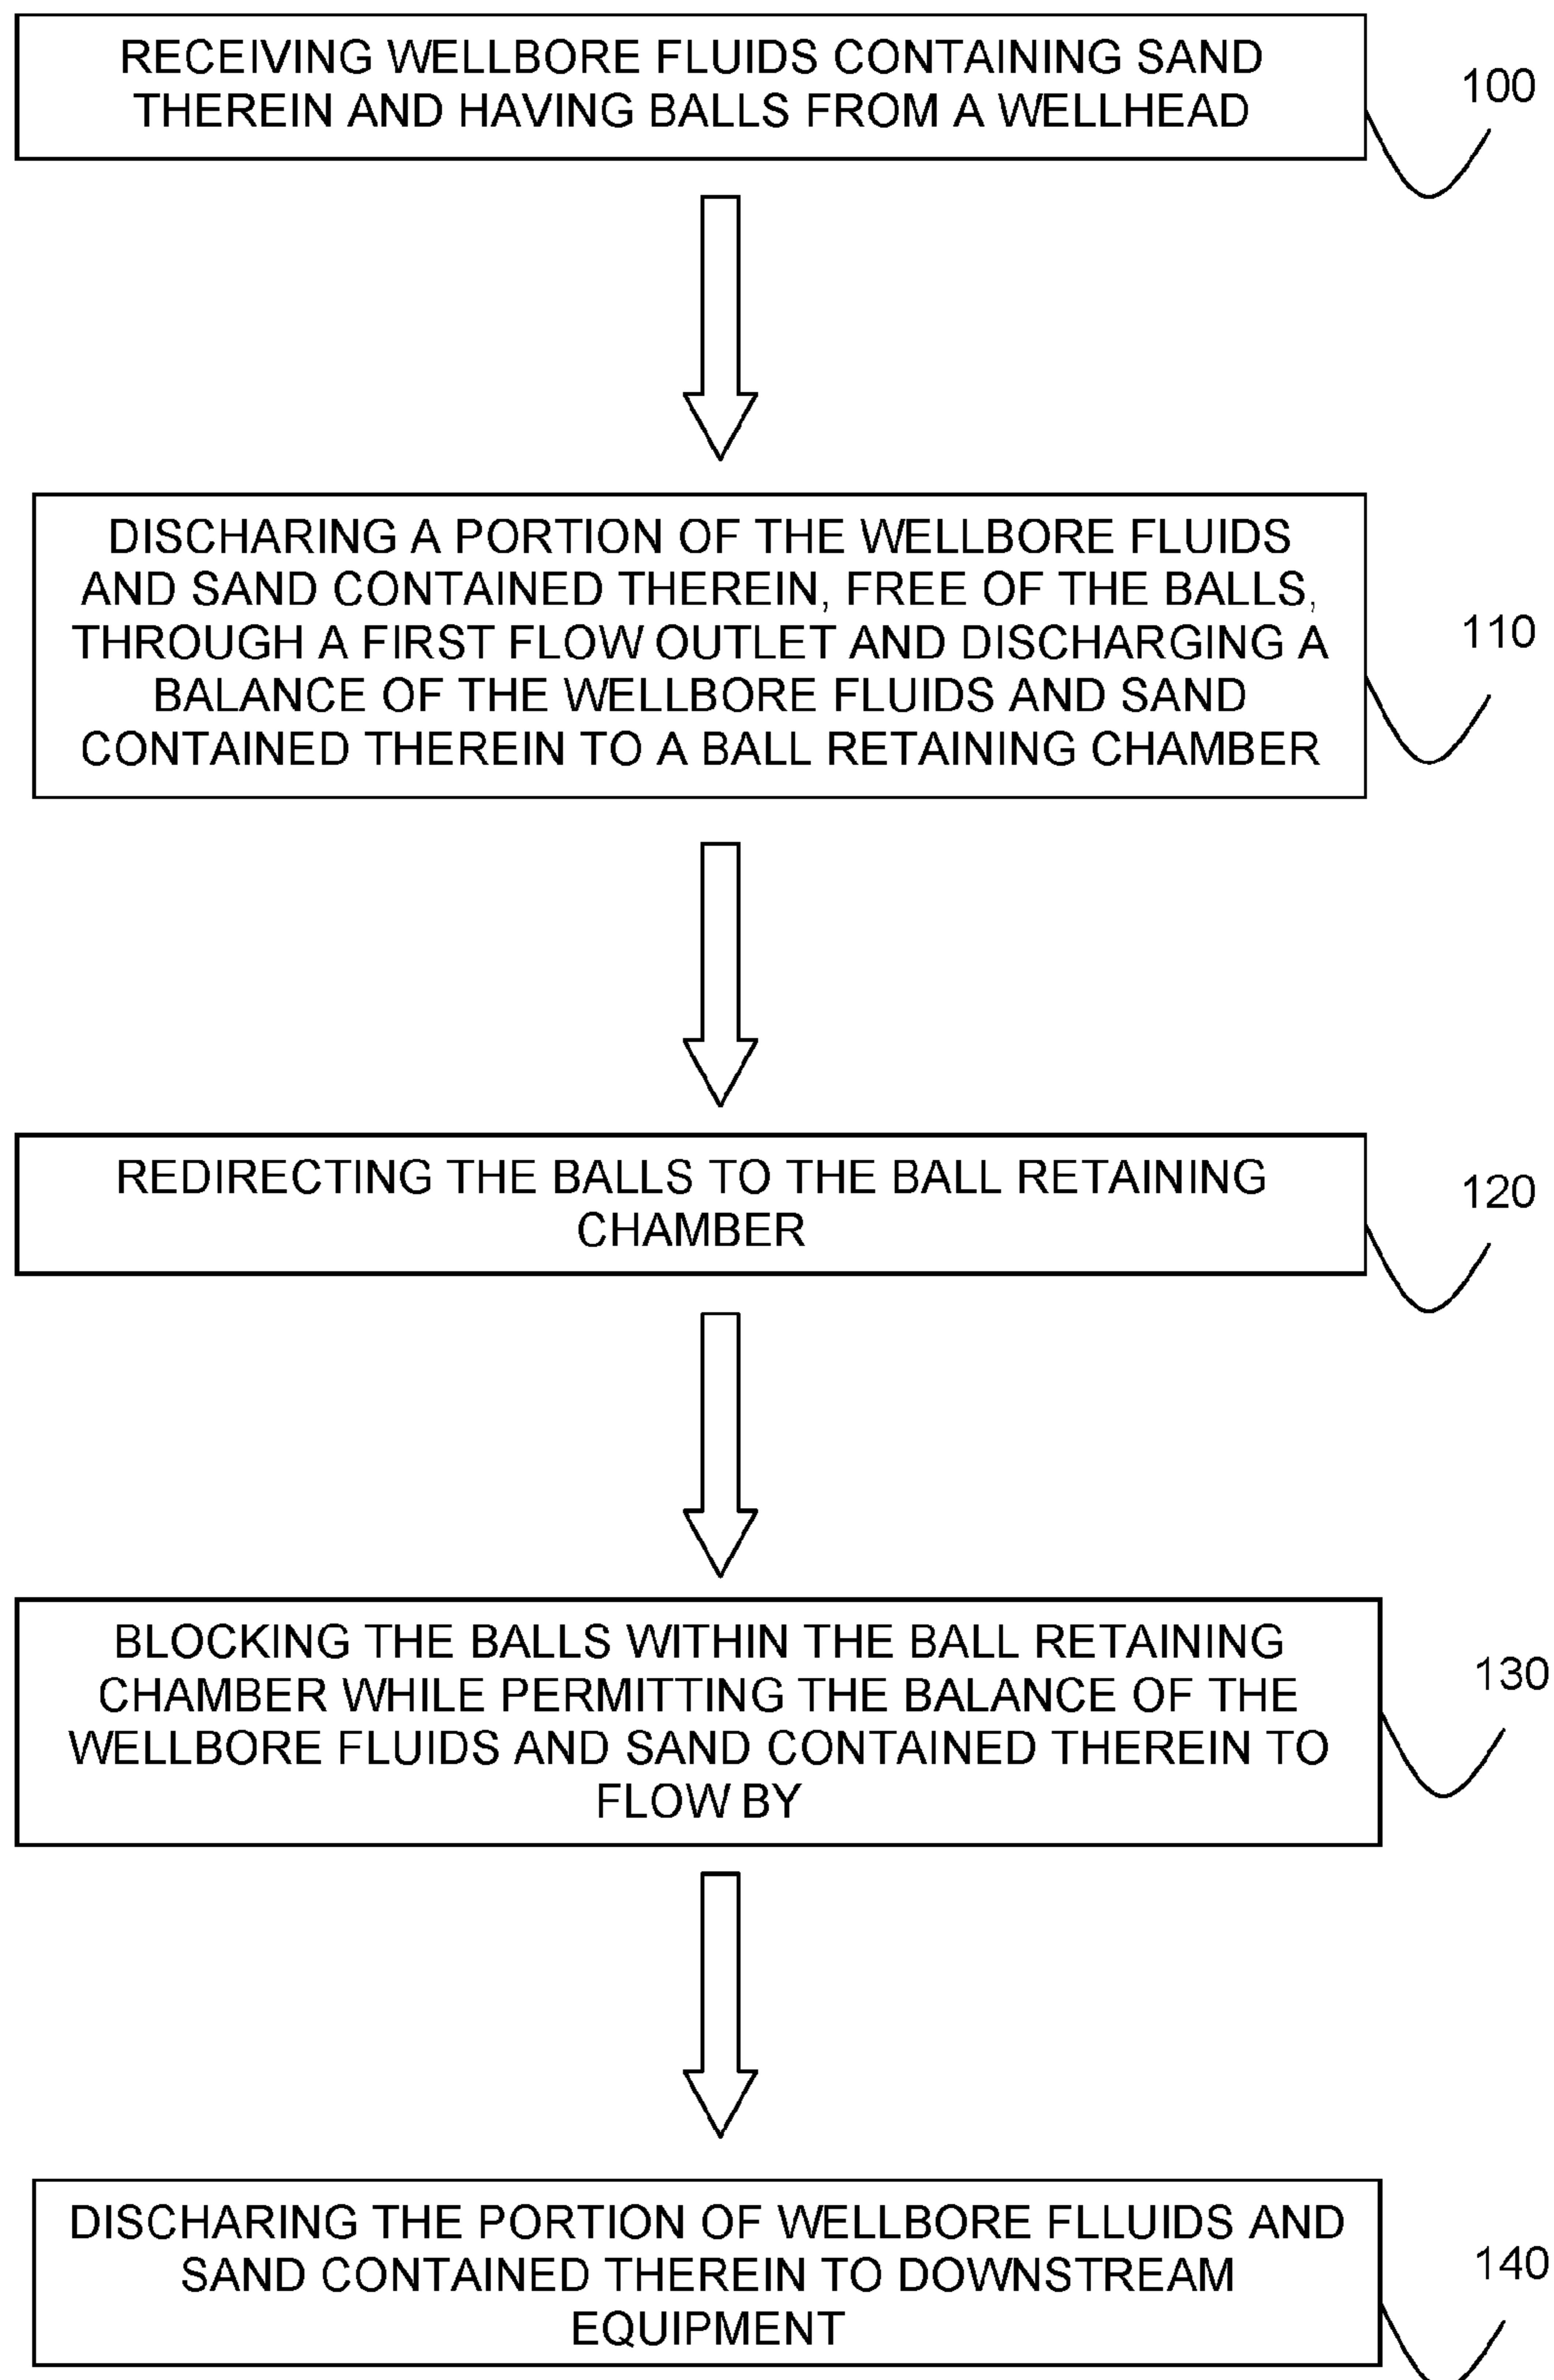 RECEIVING WELLBORE FLUIDS CONTAINING SAND
THEREIN AND HAVING BALLS FROM A WELLHEAD
100
DISCHARING A PORTION OF THE WELLBORE FLUIDS
AND SAND CONTAINED THEREIN, FREE OF THE BALLS,
THROUGH A FIRST FLOW OUTLET AND DISCHARGING A
BALANCE OF THE WELLBORE FLUIDS AND SAND
CONTAINED THEREIN TO A BALL RETAINING CHAMBER
110
REDIRECTING THE BALLS TO THE BALL RETAINING
CHAMBER
120
BLOCKING THE BALLS WITHIN THE BALL RETAINING
CHAMBER WHILE PERMITTING THE BALANCE OF THE
WELLBORE FLUIDS AND SAND CONTAINED THEREIN TO
FLOW BY
130
DISCHARING THE PORTION OF WELLBORE FLLUIDS AND
SAND CONTAINED THEREIN TO DOWNSTREAM
EQUIPMENT
140